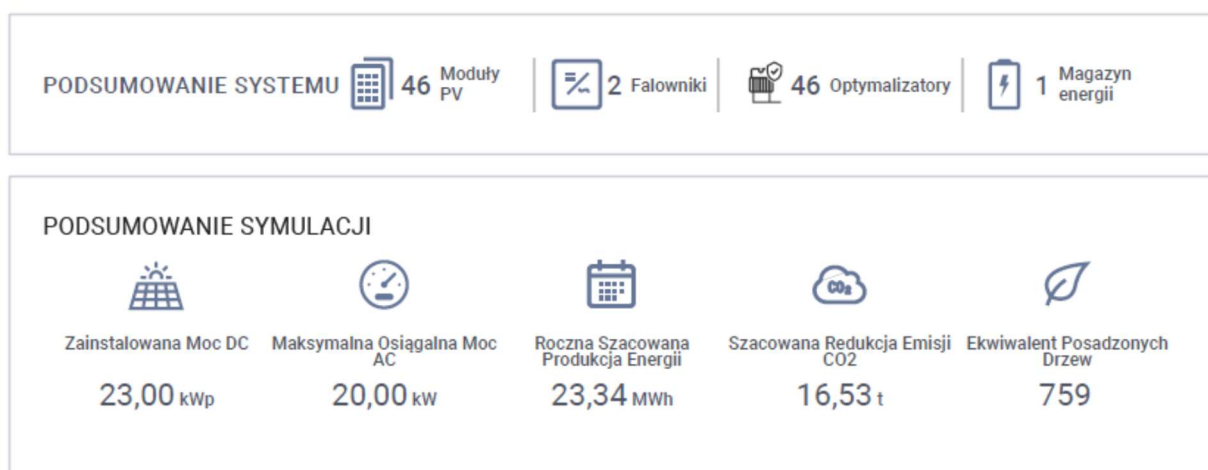 PODSUMOWANIE SYSTEMU 46 Moduły PV 2 Falowniki 46 Optymalizatory 1 Magazyn energii
PODSUMOWANIE SYMULACJI
Zainstalowana Moc DC
23,00 kWp
Maksymalna Osiągalna Moc
AC
20,00 kW
Roczna Szacowana
Produkcja Energii
23,34 MWh
Szacowana Redukcja Emisji
CO2
16,53 t
Ekwiwalent Posadzonych
Drzew
759